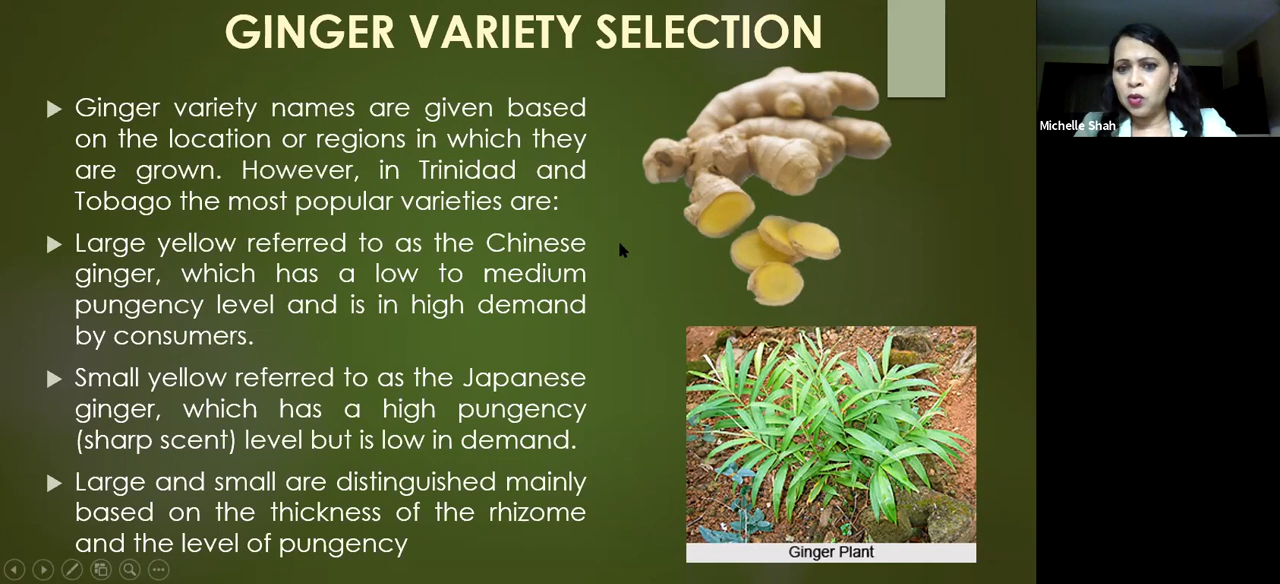 GINGER VARIETY SELECTION
Ginger variety names are given based
on the location or regions in which they
are grown. However, in Trinidad and
Tobago the most popular varieties are:
Large yellow referred to as the Chinese
ginger, which has a low to medium
pungency level and is in high demand
by consumers.
Small yellow referred to as the Japanese
ginger, which has a high pungency
(sharp scent) level but is low in demand.
Large and small are distinguished mainly
based on the thickness of the rhizome
and the level of pungency
Ginger Plant
Michelle Shah